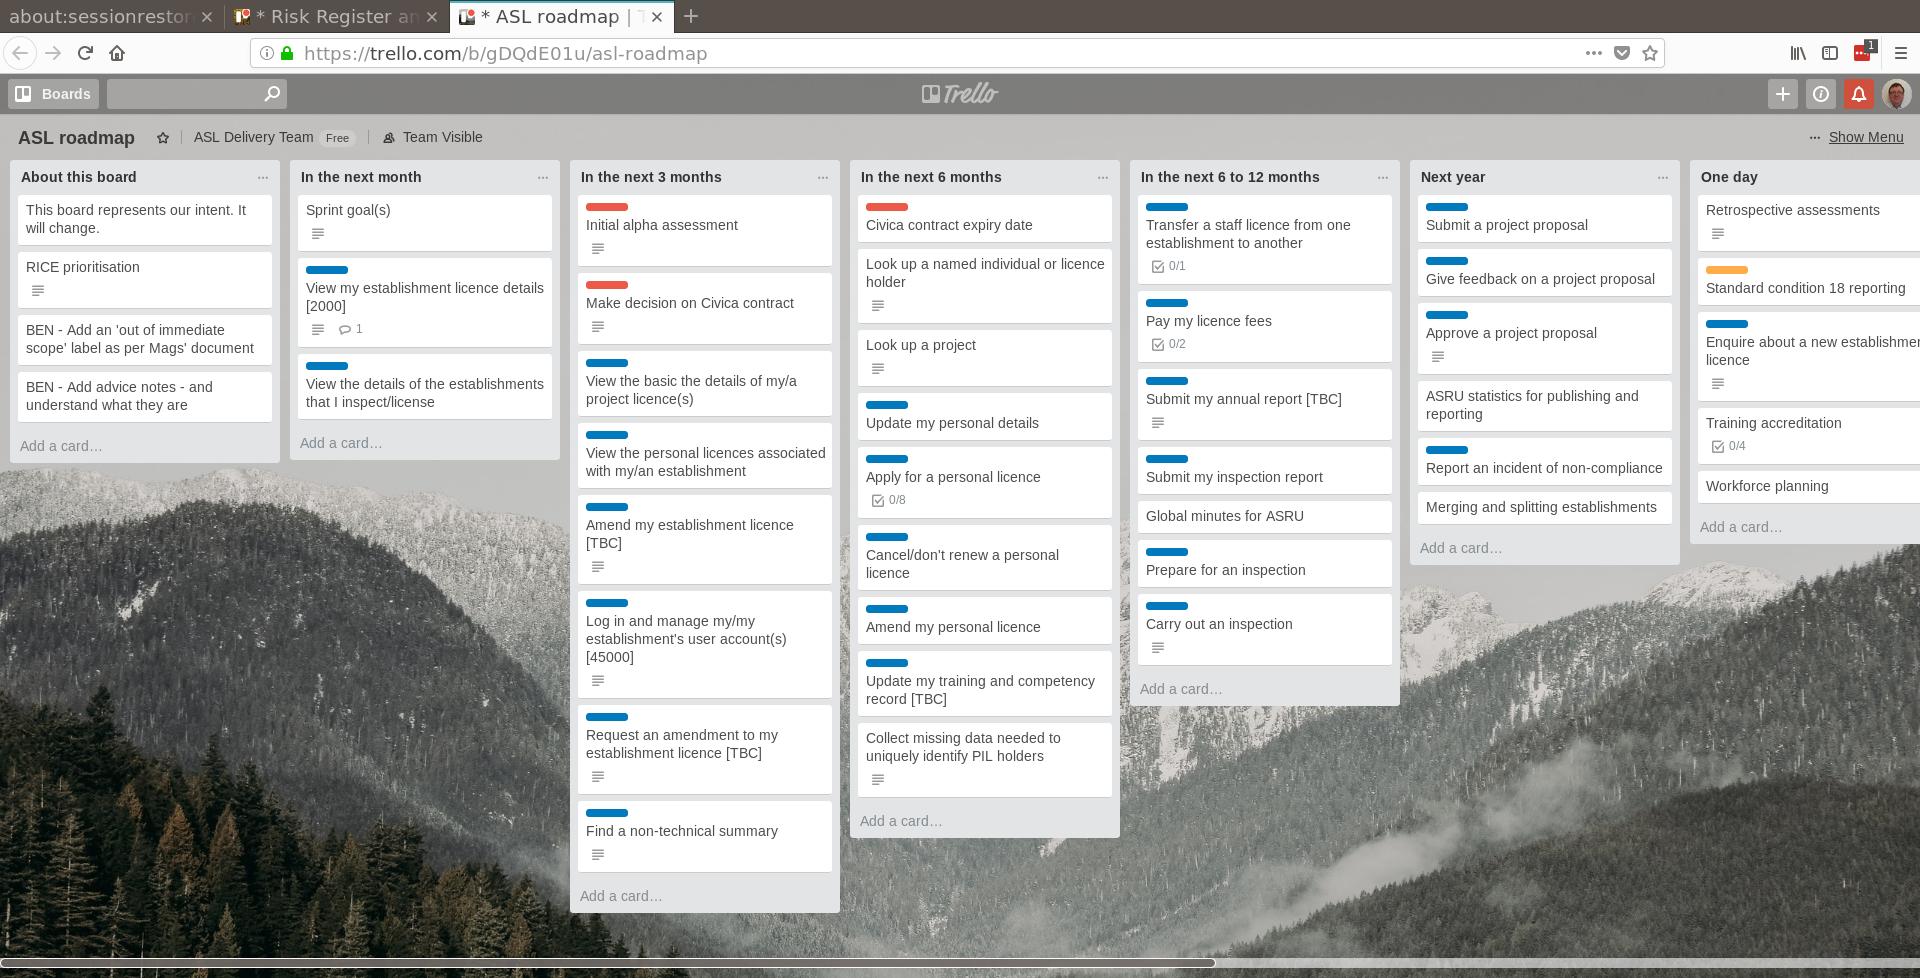 about:sessionrestor
* Risk Register an
* ASL roadmap |
https://trello.com/b/gDQdE01u/asl-roadmap
1
Boards
Trello
ASL roadmap
ASL Delivery Team Free
Team Visible
Show Menu
About this board
This board represents our intent. It
will change.
RICE prioritisation
BEN - Add an 'out of immediate
scope' label as per Mags' document
BEN - Add advice notes - and
understand what they are
Add a card…
In the next month
Sprint goal(s)
View my establishment licence details
[2000]
1
View the details of the establishments
that I inspect/license
Add a card…
In the next 3 months
Initial alpha assessment
Make decision on Civica contract
View the basic the details of my/a
project licence(s)
View the personal licences associated
with my/an establishment
Amend my establishment licence
[TBC]
Log in and manage my/my
establishment's user account(s)
[45000]
Request an amendment to my
establishment licence [TBC]
Find a non-technical summary
Add a card…
In the next 6 months
Civica contract expiry date
Look up a named individual or licence
holder
Look up a project
Update my personal details
Apply for a personal licence
0/8
Cancel/don't renew a personal
licence
Amend my personal licence
Update my training and competency
record [TBC]
Collect missing data needed to
uniquely identify PIL holders
Add a card…
In the next 6 to 12 months
Transfer a staff licence from one
establishment to another
0/1
Pay my licence fees
0/2
Submit my annual report [TBC]
Submit my inspection report
Global minutes for ASRU
Prepare for an inspection
Carry out an inspection
Add a card…
Next year
Submit a project proposal
Give feedback on a project proposal
Approve a project proposal
ASRU statistics for publishing and
reporting
Report an incident of non-compliance
Merging and splitting establishments
Add a card…
One day
Retrospective assessments
Standard condition 18 reporting
Enquire about a new establishmen
licence
Training accreditation
0/4
Workforce planning
Add a card…